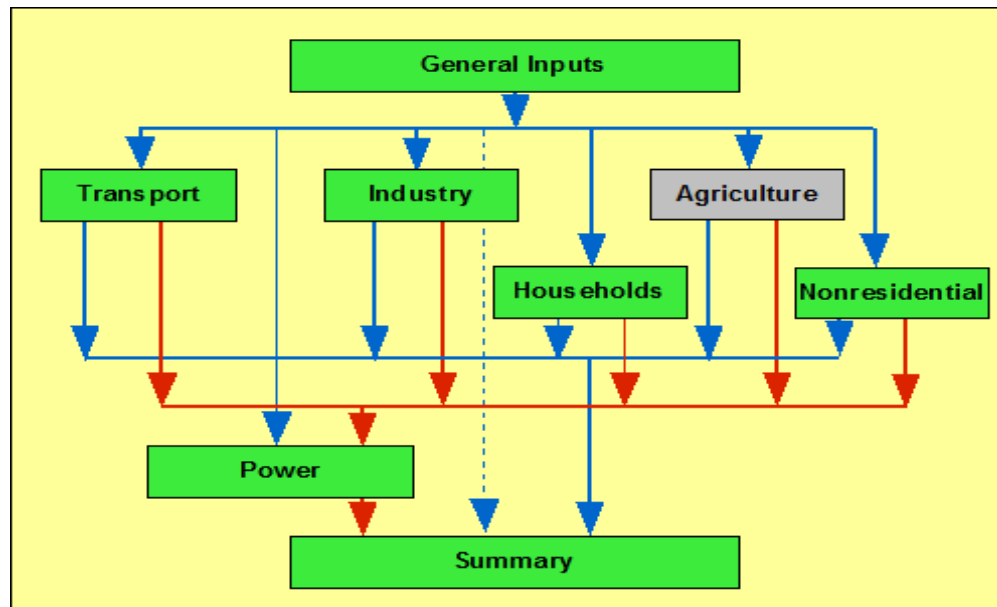 General Inputs
Transport
Industry
Agriculture
Households
Nonresidential
Power
Summary